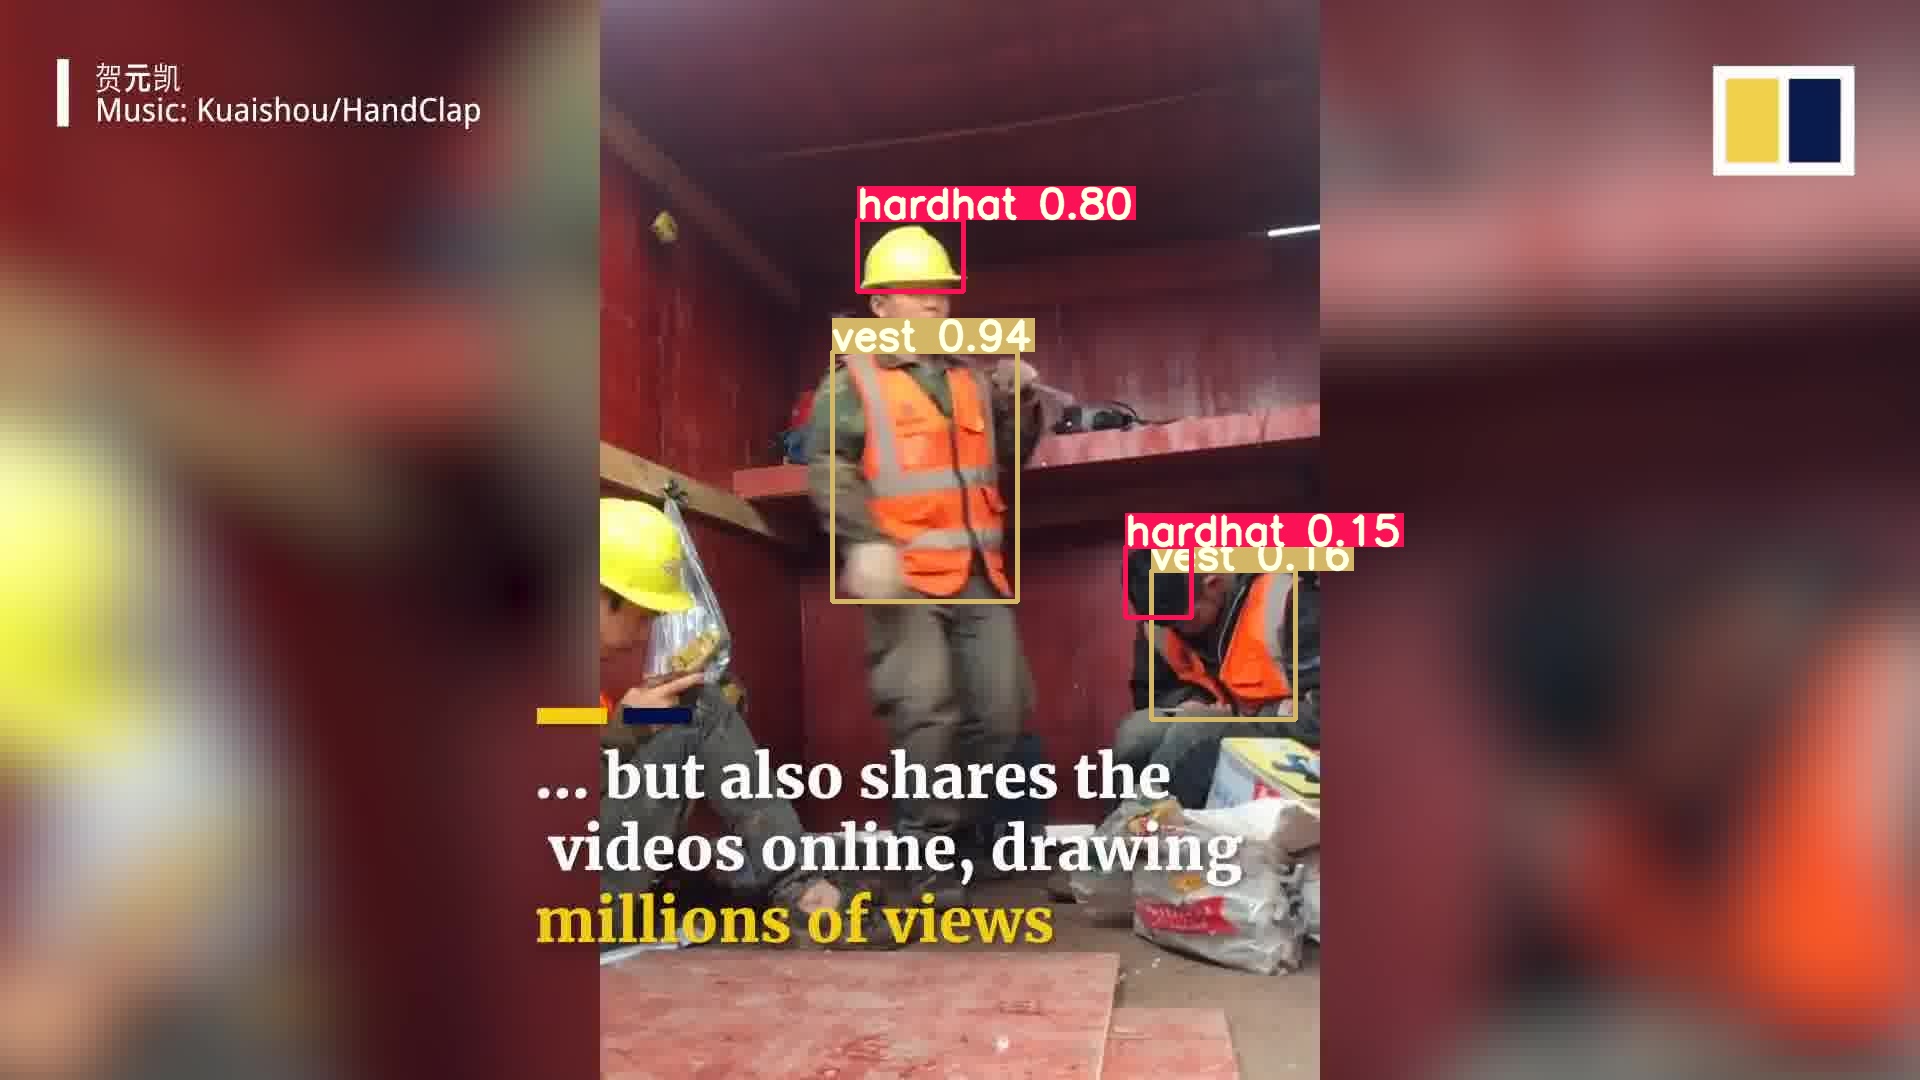 贺元凯
Music: Kuaishou/HandClap
hardhat 0.80
vest 0.94
hardhat 0.15
vest 0.16
... but also shares the
videos online, drawing
millions of views